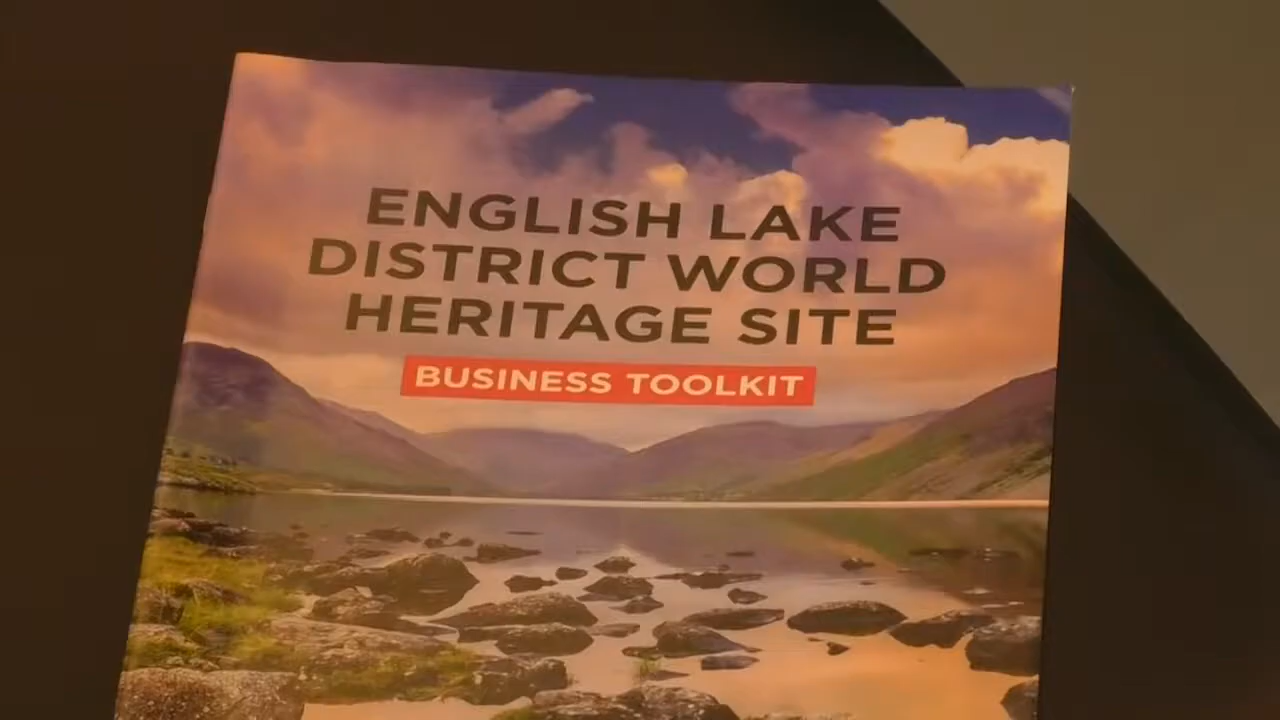 ENGLISH LAKE
DISTRICT WORLD
HERITAGE SITE
BUSINESS TOOLKIT